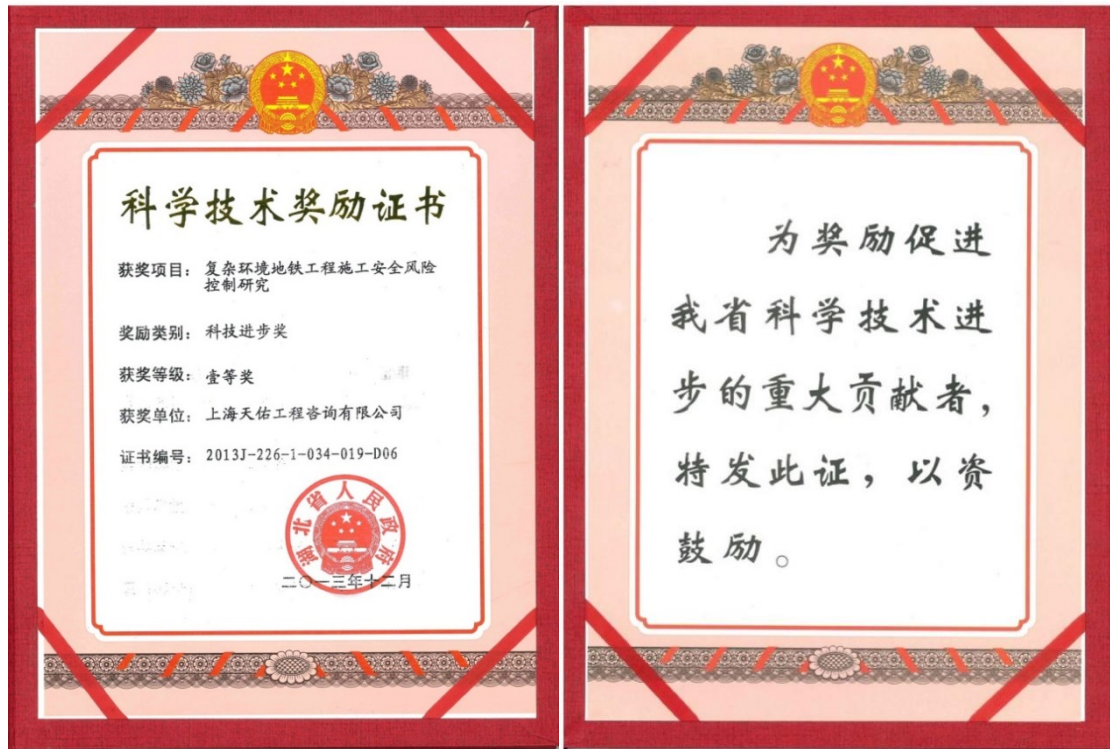 科学技术奖励证书
获奖项目：复杂环境地铁工程施工安全风险
控制研究
奖励类别：科技进步奖
获奖等级：壹等奖
获奖单位：上海天佑工程咨询有限公司
证书编号：2013J-226-1-034-019-D06
湖北省人民政府
二〇一三年十二月
为奖励促进
我省科学技术进
步的重大贡献者，
特发此证，以资
鼓励。